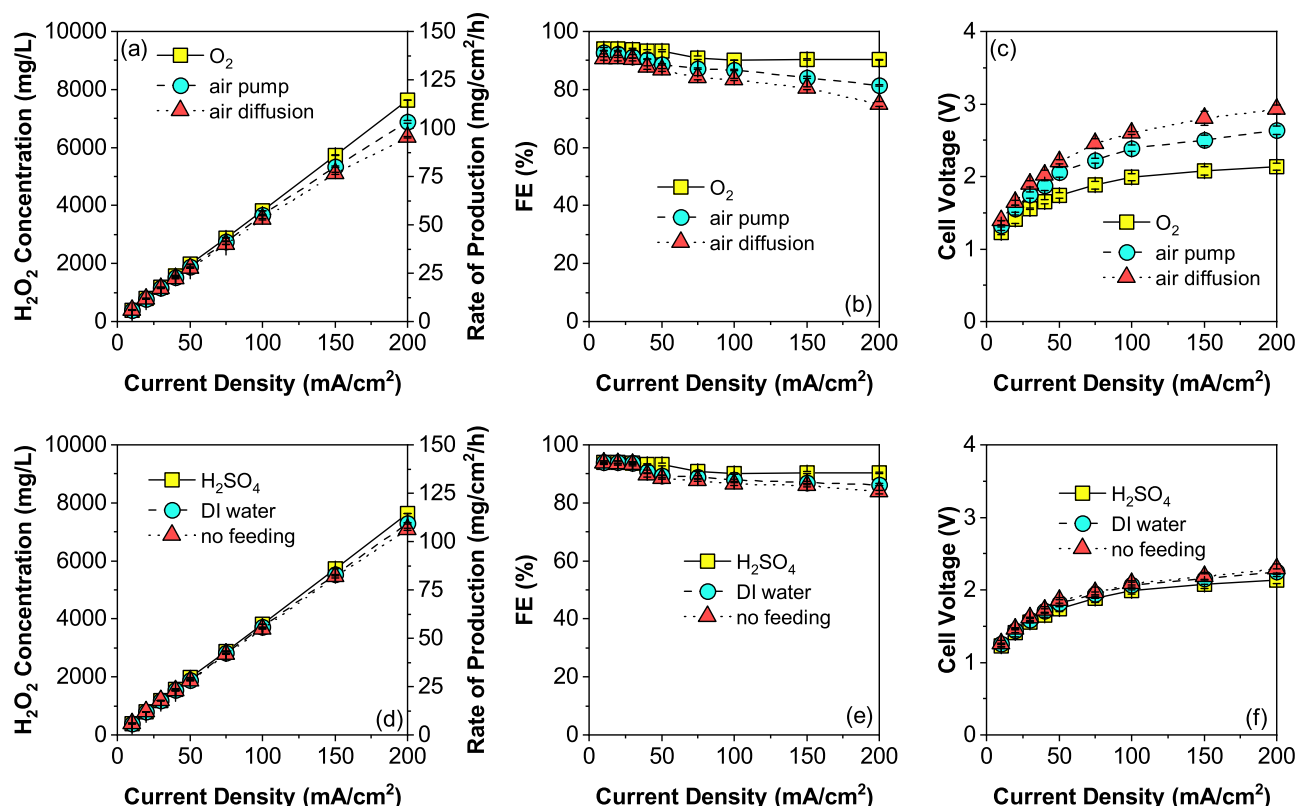 (a)
O₂
air pump
air diffusion
10000
8000
6000
4000
2000
0
H₂O₂ Concentration (mg/L)
150
125
100
75
50
25
0
Rate of Production (mg/cm²/h)
0 50 100 150 200
Current Density (mA/cm²)
100
80
60
40
20
0
FE (%)
O₂
air pump
air diffusion
(b)
0 50 100 150 200
Current Density (mA/cm²)
(c)
4
3
2
1
0
Cell Voltage (V)
O₂
air pump
air diffusion
0 50 100 150 200
Current Density (mA/cm²)
10000
8000
6000
4000
2000
0
H₂O₂ Concentration (mg/L)
H₂SO₄
DI water
no feeding
(d)
150
125
100
75
50
25
0
Rate of Production (mg/cm²/h)
0 50 100 150 200
Current Density (mA/cm²)
100
80
60
40
20
0
FE (%)
H₂SO₄
DI water
no feeding
(e)
0 50 100 150 200
Current Density (mA/cm²)
4
3
2
1
0
Cell Voltage (V)
H₂SO₄
DI water
no feeding
(f)
0 50 100 150 200
Current Density (mA/cm²)